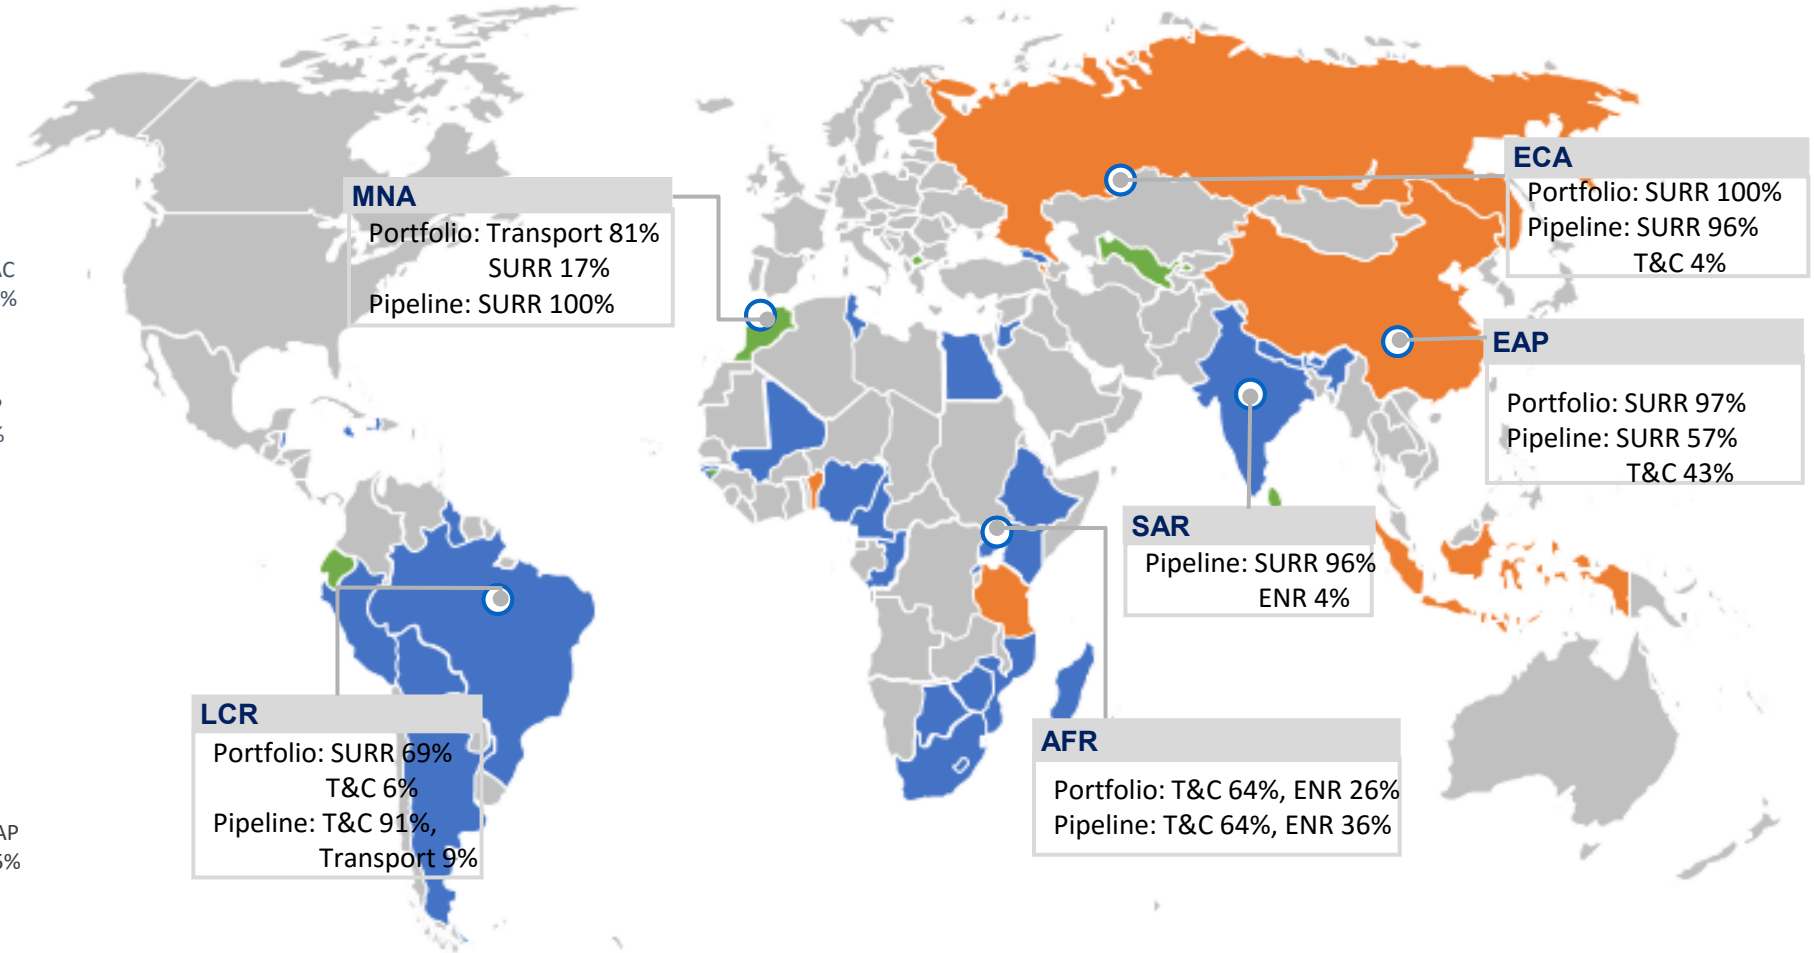 MNA
Portfolio: Transport 81%
SURR 17%
Pipeline: SURR 100%
ECA
Portfolio: SURR 100%
Pipeline: SURR 96%
T&C 4%
EAP
Portfolio: SURR 97%
Pipeline: SURR 57%
T&C 43%
SAR
Pipeline: SURR 96%
ENR 4%
LCR
Portfolio: SURR 69%
T&C 6%
Pipeline: T&C 91%,
Transport 9%
AFR
Portfolio: T&C 64%, ENR 26%
Pipeline: T&C 64%, ENR 36%